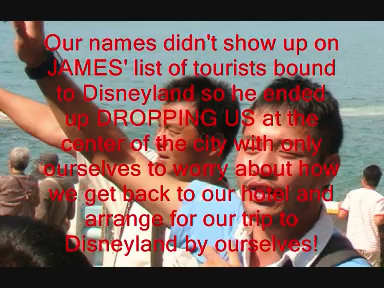 Our names didn't show up on
JAMES' list of tourists bound
to Disneyland so he ended
up DROPPING US at the
center of the city with only
ourselves to worry about how
we get back to our hotel and
arrange for our trip to
Disneyland by ourselves!